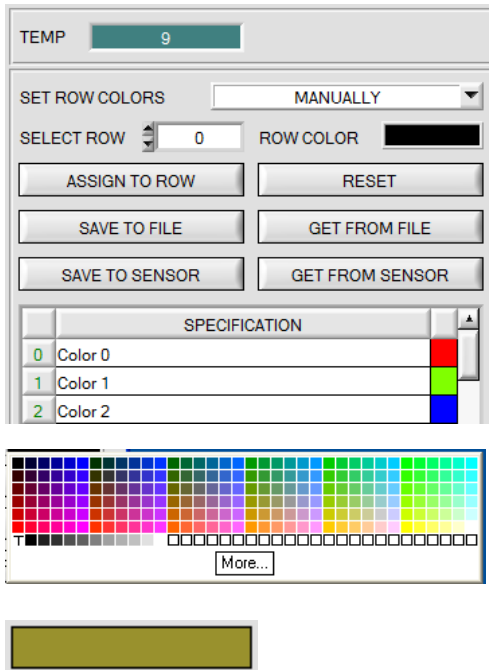 TEMP 9
SET ROW COLORS MANUALLY
SELECT ROW 0 ROW COLOR
ASSIGN TO ROW RESET
SAVE TO FILE GET FROM FILE
SAVE TO SENSOR GET FROM SENSOR
SPECIFICATION
0 Color 0
1 Color 1
2 Color 2
T
More...